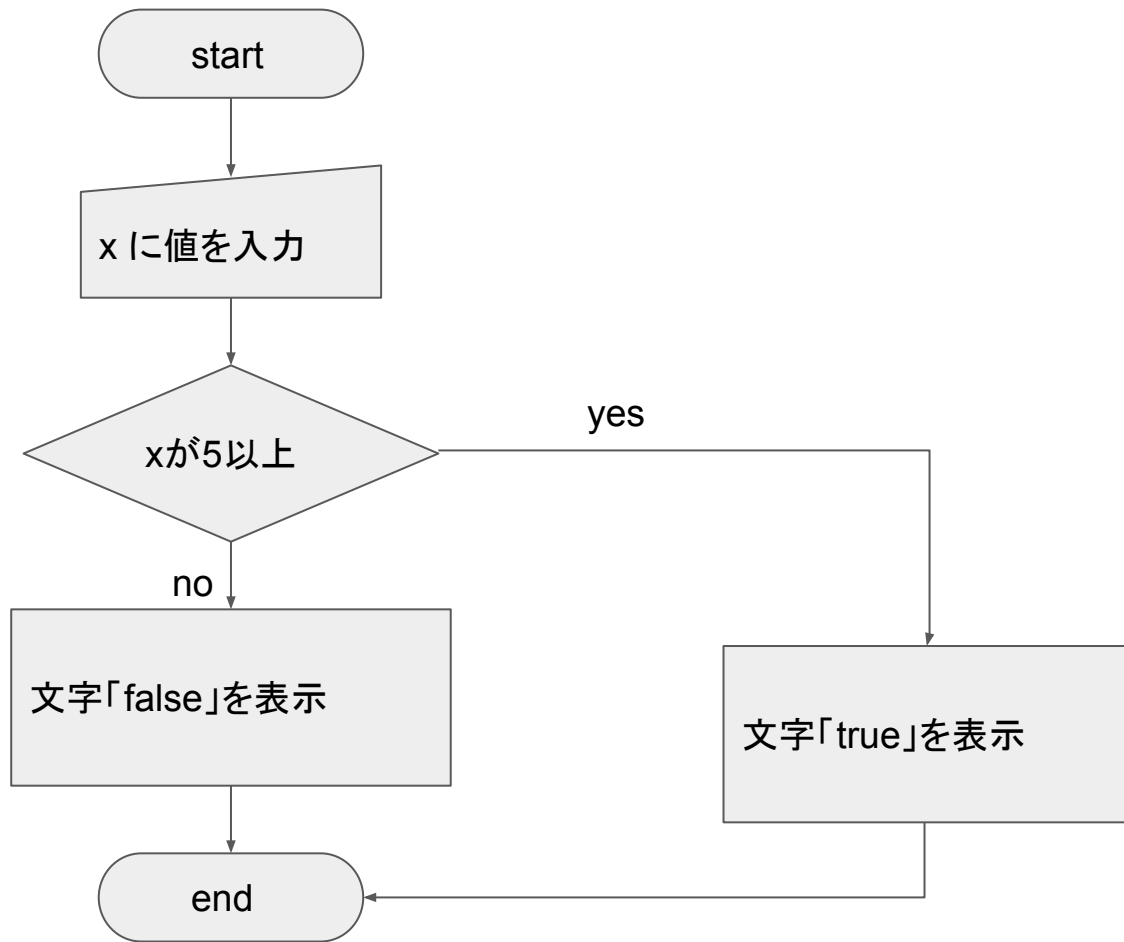 start
x に値を入力
xが5以上
yes
no
文字「false」を表示
文字「true」を表示
end